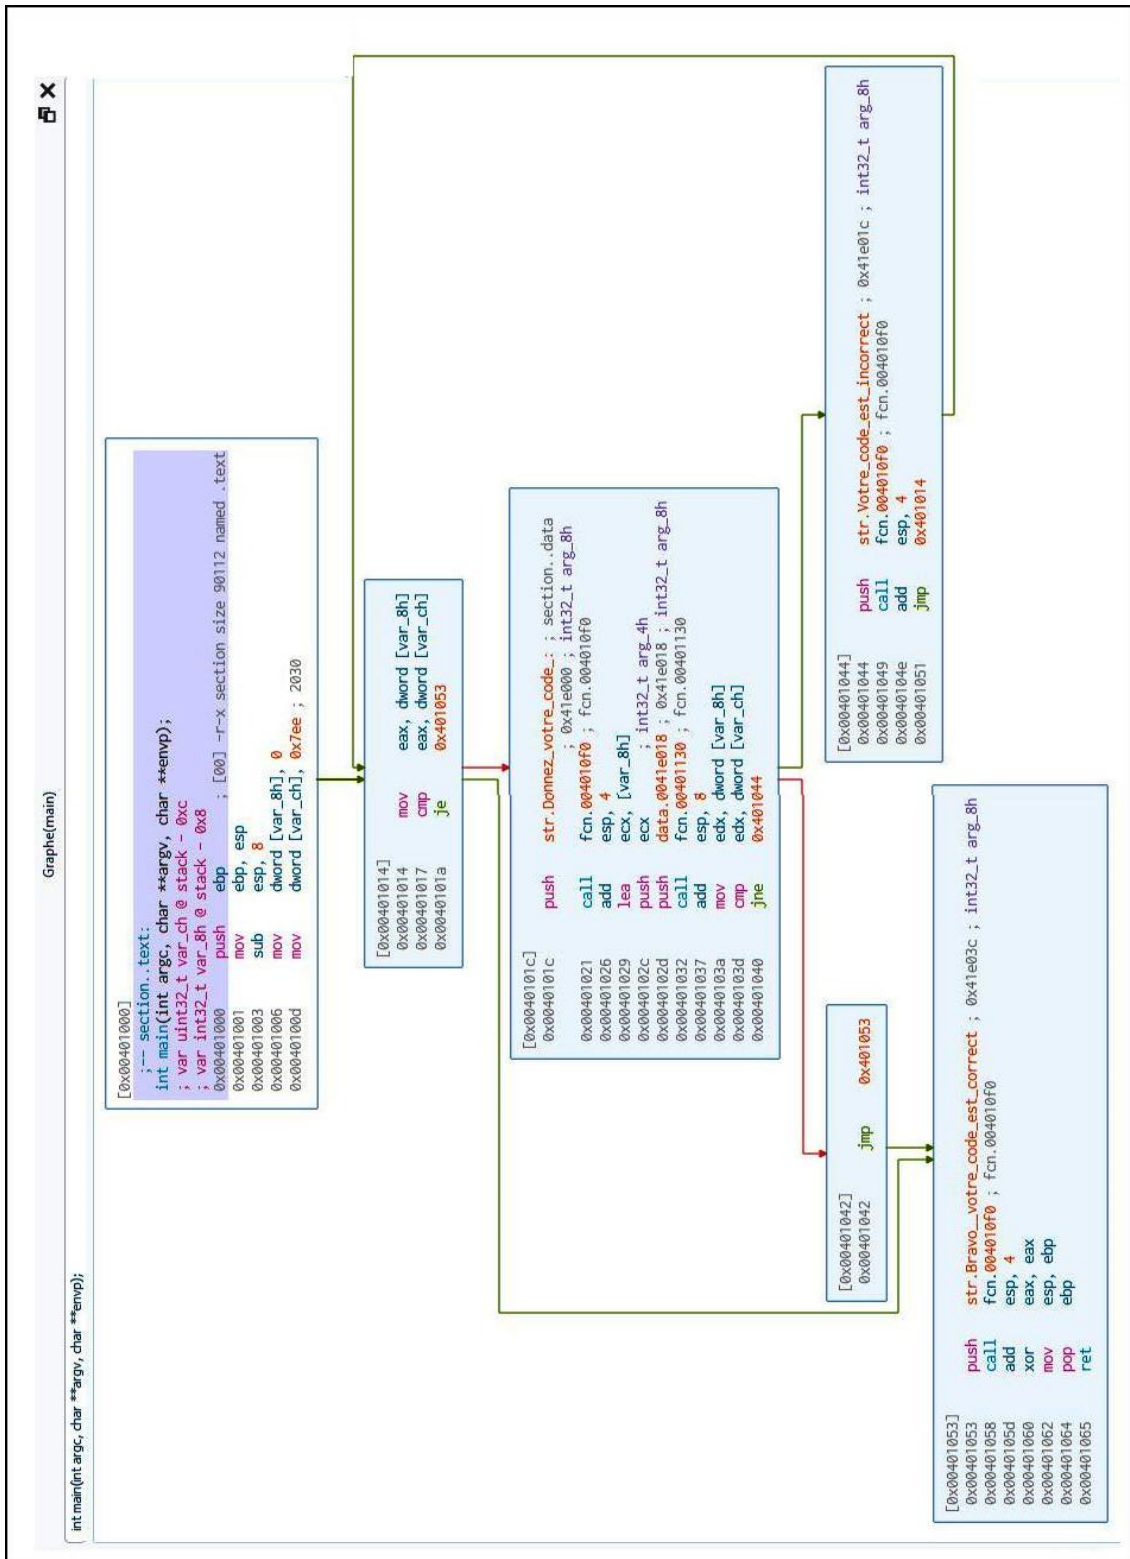 Graphe(main)
int main(int argc, char **argv, char **envp);
[0x00401000]
;-- section..text:
int main(int argc, char **argv, char **envp);
; var uint32_t var_ch @ stack - 0xc
; var int32_t var_8h @ stack - 0x8
0x00401000 push ebp ; [00] -r-x section size 90112 named .text
0x00401001 mov ebp, esp
0x00401003 sub esp, 8
0x00401006 mov dword [var_8h], 0
0x0040100d mov dword [var_ch], 0x7ee ; 2030
[0x00401014]
0x00401014 mov eax, dword [var_8h]
0x00401017 cmp eax, dword [var_ch]
0x0040101a je 0x401053
[0x0040101c]
0x0040101c push str.Donnez_votre_code_: ; section..data
; 0x41e000 ; int32_t arg_8h
0x00401021 call fcn.004010f0 ; fcn.004010f0
0x00401026 add esp, 4
0x00401029 lea ecx, [var_8h]
0x0040102c push ecx ; int32_t arg_4h
0x0040102d push data.0041e018 ; 0x41e018 ; int32_t arg_8h
0x00401032 call fcn.00401130 ; fcn.00401130
0x00401037 add esp, 8
0x0040103a mov edx, dword [var_8h]
0x0040103d cmp edx, dword [var_ch]
0x00401040 jne 0x401044
[0x00401042]
0x00401042 jmp 0x401053
[0x00401044]
0x00401044 push str.Votre_code_est_incorrect ; 0x41e01c ; int32_t arg_8h
0x00401049 call fcn.004010f0 ; fcn.004010f0
0x0040104e add esp, 4
0x00401051 jmp 0x401014
[0x00401053]
0x00401053 push str.Bravo__votre_code_est_correct ; 0x41e03c ; int32_t arg_8h
0x00401058 call fcn.004010f0 ; fcn.004010f0
0x0040105d add esp, 4
0x00401060 xor eax, eax
0x00401062 mov esp, ebp
0x00401064 pop ebp
0x00401065 ret